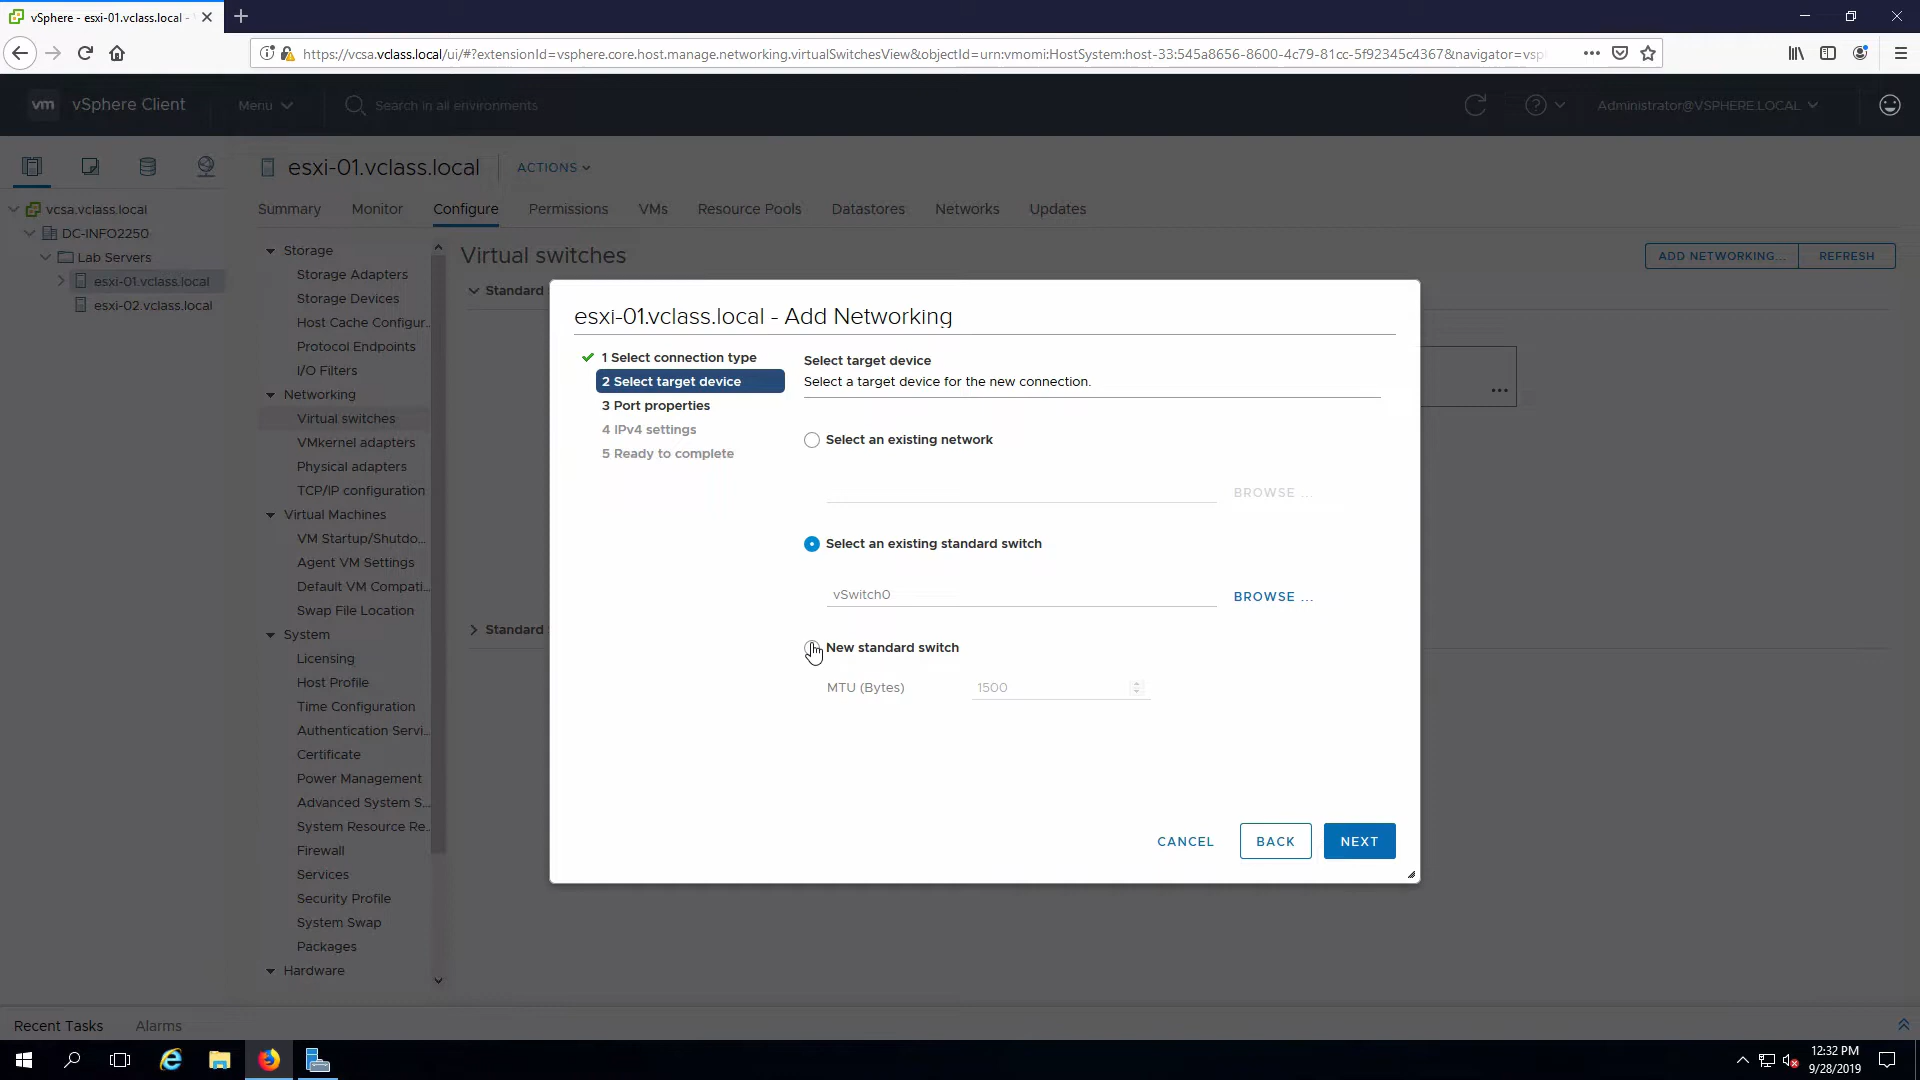 vSphere - esxi-01.vclass.local -
https://vcsa.vclass.local/ui/#?extensionId=vsphere.core.host.manage.networking.virtualSwitchesView&objectId=urn:vmomi:HostSystem:host-33:545a8656-8600-4c79-81cc-5f92345c4367&navigator=vsp
vm vSphere Client Menu Search in all environments Administrator@VSPHERE.LOCAL
esxi-01.vclass.local ACTIONS
Summary Monitor Configure Permissions VMs Resource Pools Datastores Networks Updates
vcsa.vclass.local
DC-INFO2250
Lab Servers
esxi-01.vclass.local
esxi-02.vclass.local
Storage
Storage Adapters
Storage Devices
Host Cache Configur...
Protocol Endpoints
I/O Filters
Networking
Virtual switches
VMkernel adapters
Physical adapters
TCP/IP configuration
Virtual Machines
VM Startup/Shutdo...
Agent VM Settings
Default VM Compati...
Swap File Location
System
Licensing
Host Profile
Time Configuration
Authentication Servi...
Certificate
Power Management
Advanced System S...
System Resource Re...
Firewall
Services
Security Profile
System Swap
Packages
Hardware
Virtual switches
ADD NETWORKING... REFRESH
Standard
Standard
esxi-01.vclass.local - Add Networking
1 Select connection type
2 Select target device
3 Port properties
4 IPv4 settings
5 Ready to complete
Select target device
Select a target device for the new connection.
Select an existing network
BROWSE ...
Select an existing standard switch
vSwitch0 BROWSE ...
New standard switch
MTU (Bytes) 1500
CANCEL BACK NEXT
Recent Tasks Alarms
12:32 PM
9/28/2019